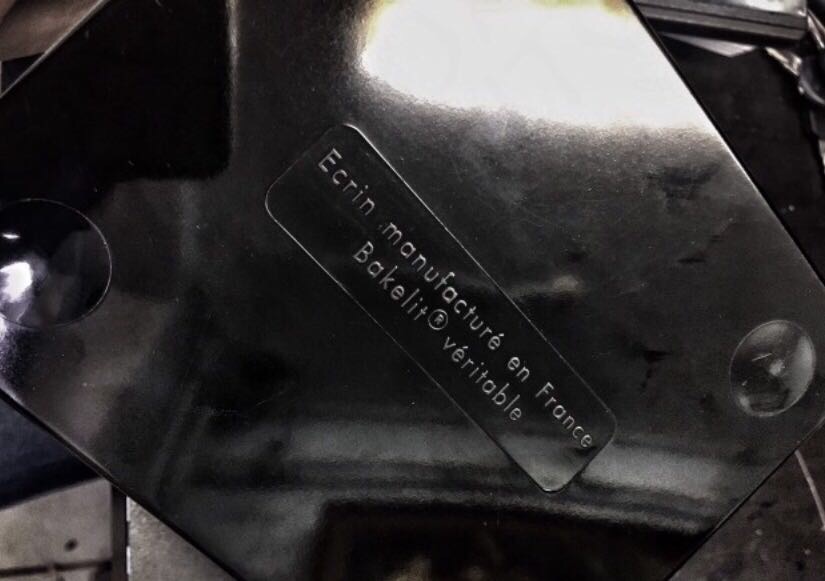 Ecrin manufacturé en France
Bakelit® véritable